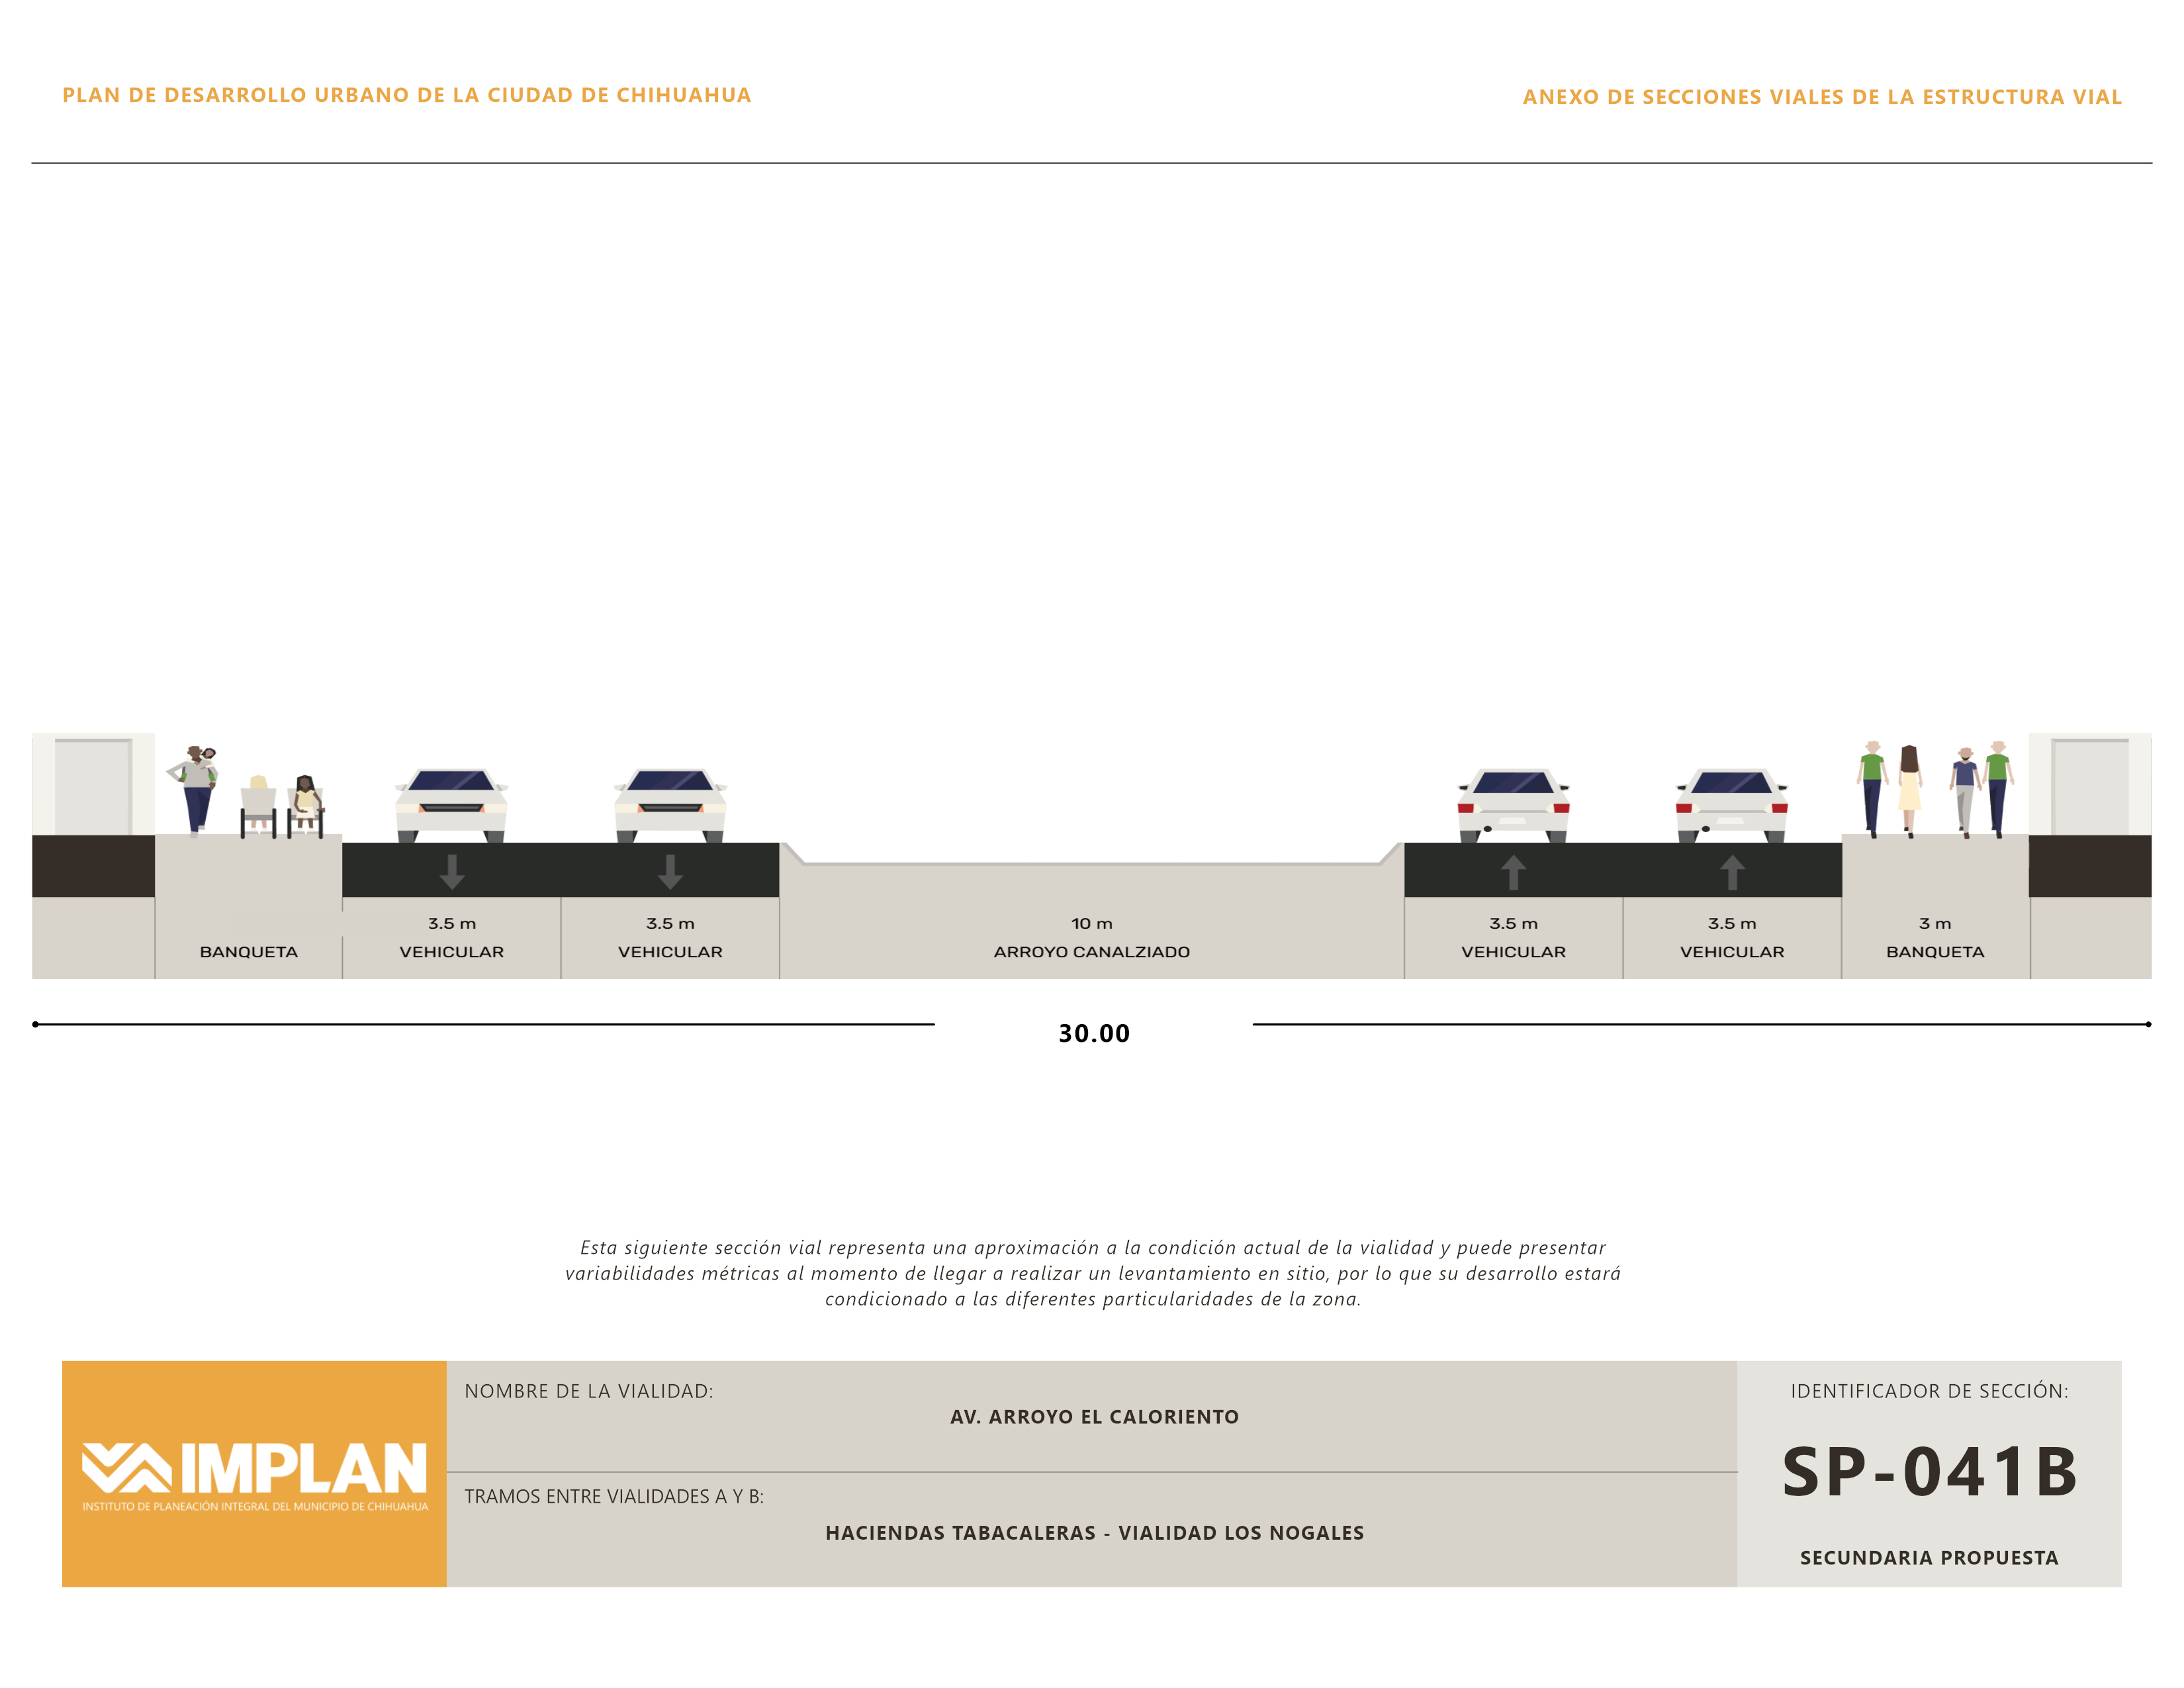 PLAN DE DESARROLLO URBANO DE LA CIUDAD DE CHIHUAHUA
ANEXO DE SECCIONES VIALES DE LA ESTRUCTURA VIAL
3.5 m 3.5 m 10 m 3.5 m 3.5 m 3 m
BANQUETA VEHICULAR VEHICULAR ARROYO CANALZIADO VEHICULAR VEHICULAR BANQUETA
30.00
Esta siguiente sección vial representa una aproximación a la condición actual de la vialidad y puede presentar
variabilidades métricas al momento de llegar a realizar un levantamiento en sitio, por lo que su desarrollo estará
condicionado a las diferentes particularidades de la zona.
IMPLAN
INSTITUTO DE PLANEACIÓN INTEGRAL DEL MUNICIPIO DE CHIHUAHUA
NOMBRE DE LA VIALIDAD:
AV. ARROYO EL CALORIENTO
TRAMOS ENTRE VIALIDADES A Y B:
HACIENDAS TABACALERAS - VIALIDAD LOS NOGALES
IDENTIFICADOR DE SECCIÓN:
SP-041B
SECUNDARIA PROPUESTA